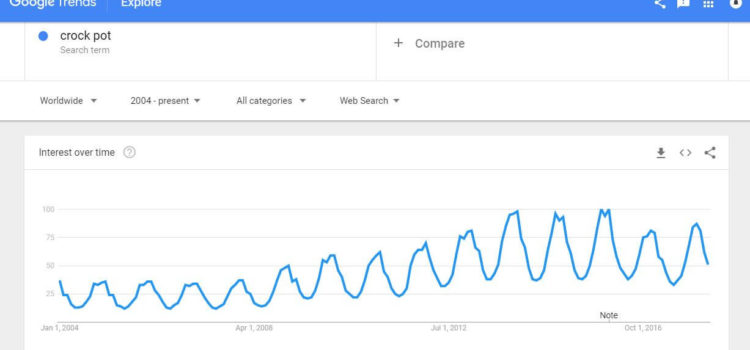 Google Trends Explore
crock pot
Search term
+ Compare
Worldwide 2004 - present All categories Web Search
Interest over time ?
100
75
50
25
Note
Jan 1, 2004 Apr 1, 2008 Jul 1, 2012 Oct 1, 2016